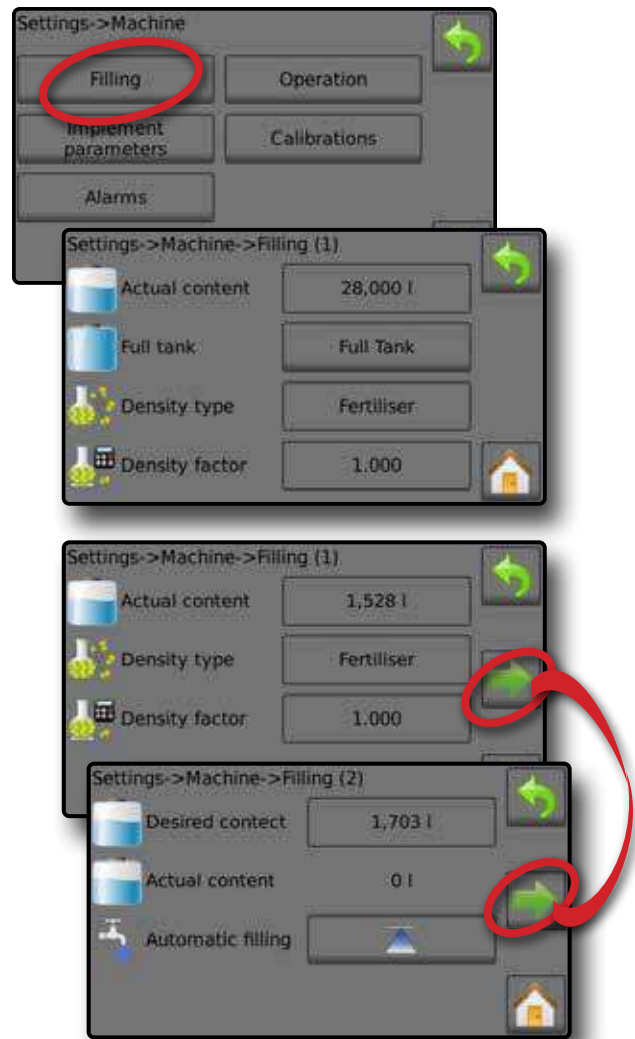 Settings->Machine
Filling
Operation
Implement
parameters
Calibrations
Alarms
Settings->Machine->Filling (1)
Actual content
28,000 l
Full tank
Full Tank
Density type
Fertiliser
Density factor
1.000
Settings->Machine->Filling (1)
Actual content
1,528 l
Density type
Fertiliser
Density factor
1.000
Settings->Machine->Filling (2)
Desired contect
1,703 l
Actual content
0 l
Automatic filling